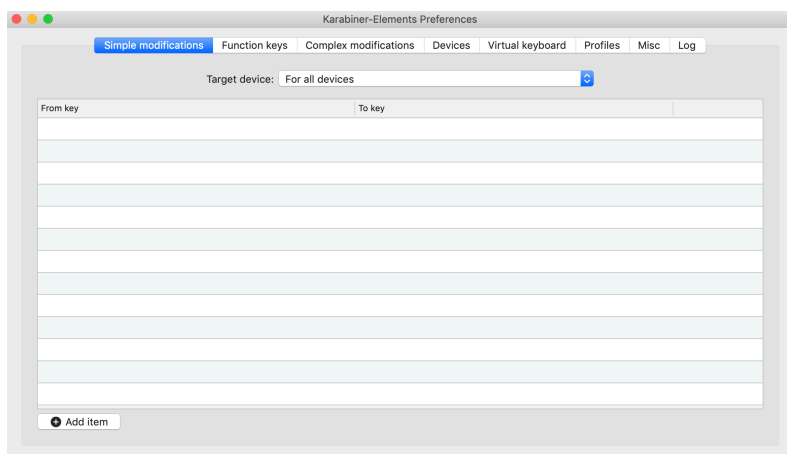 Karabiner-Elements Preferences
Simple modifications Function keys Complex modifications Devices Virtual keyboard Profiles Misc Log
Target device: For all devices
From key To key
Add item